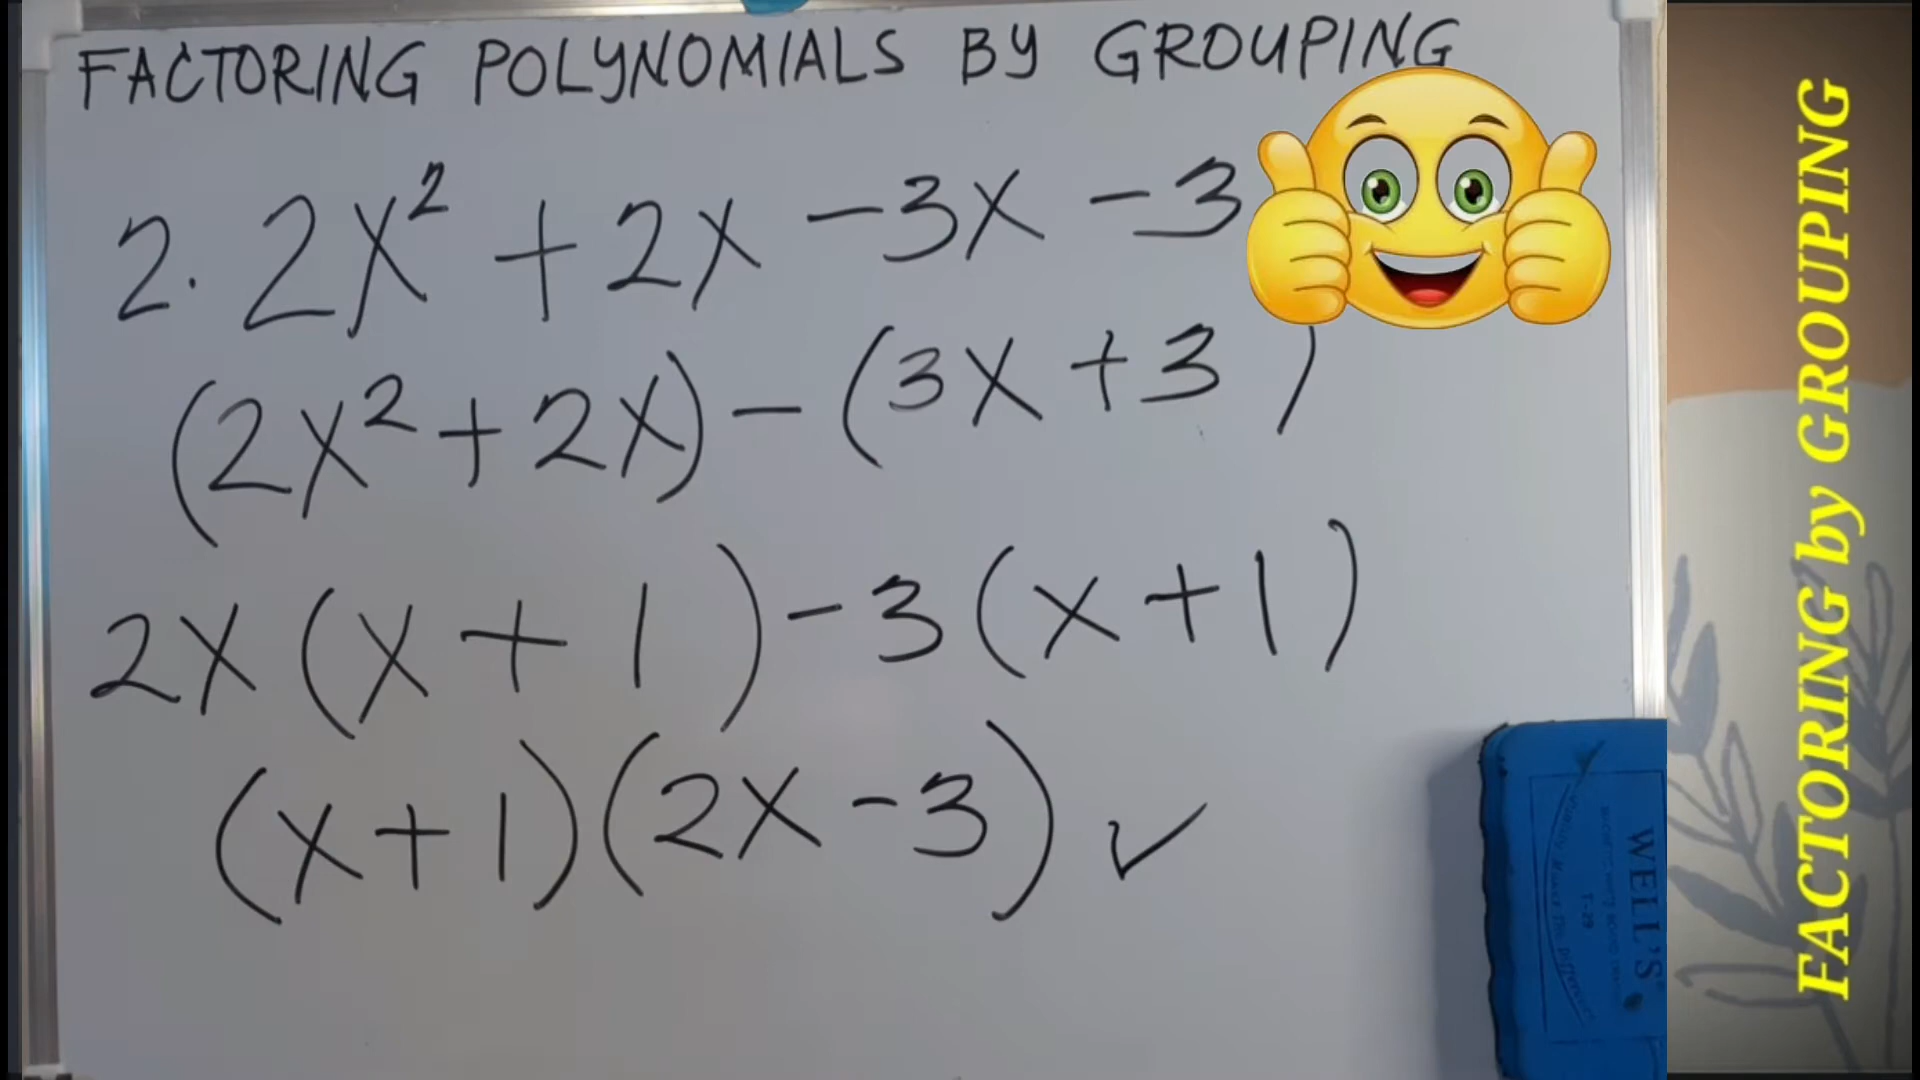 FACTORING POLYNOMIALS BY GROUPING
2. 2x² + 2x - 3x - 3
(2x² + 2x) - (3x + 3)
2x (x + 1) - 3 (x + 1)
(x + 1) (2x - 3) ✓
FACTORING by GROUPING
WELL'S
T-29